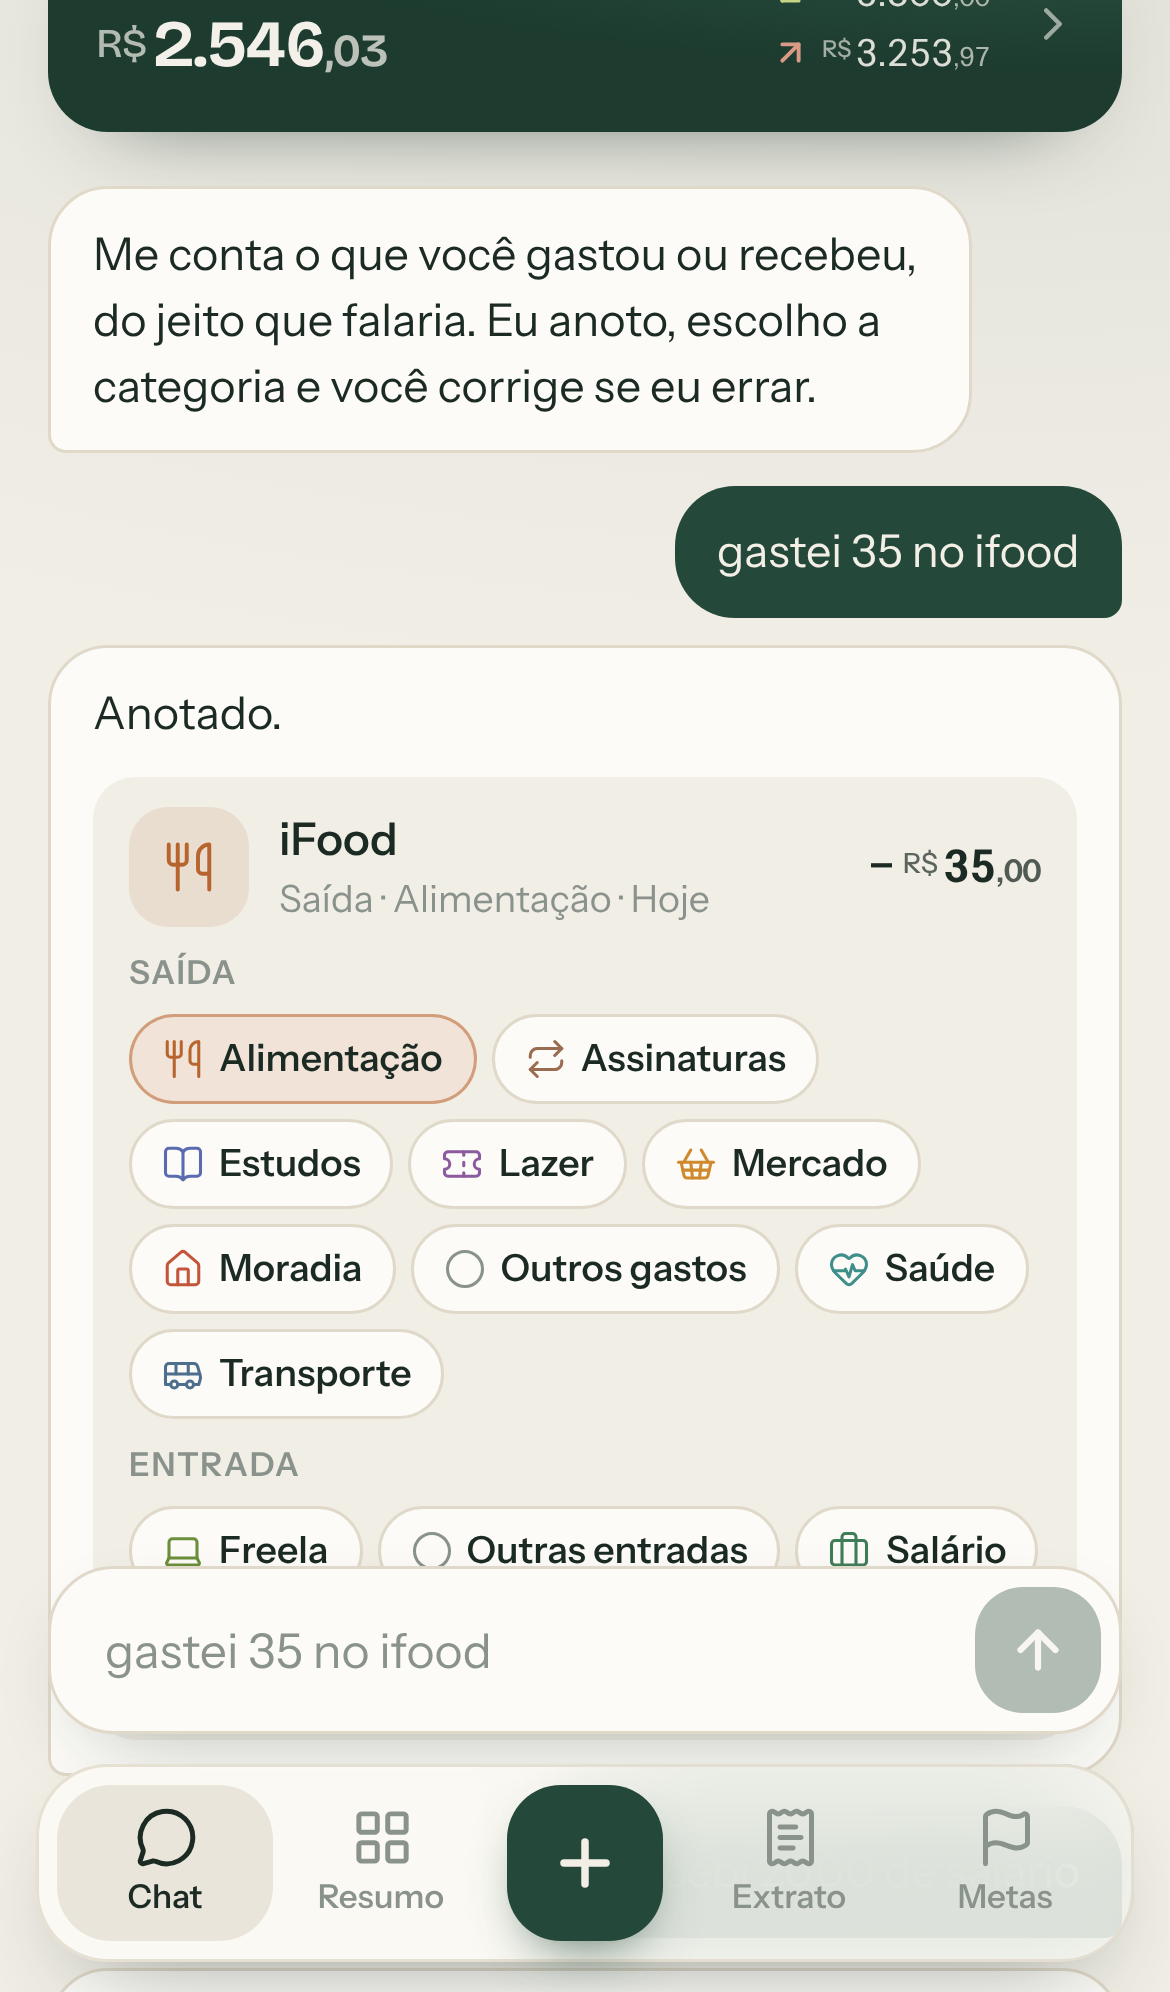 R$ 2.546,03
R$ 3.253,97
Me conta o que você gastou ou recebeu,
do jeito que falaria. Eu anoto, escolho a
categoria e você corrige se eu errar.
gastei 35 no ifood
Anotado.
iFood
Saída · Alimentação · Hoje
– R$ 35,00
SAÍDA
Alimentação
Assinaturas
Estudos
Lazer
Mercado
Moradia
Outros gastos
Saúde
Transporte
ENTRADA
Freela
Outras entradas
Salário
gastei 35 no ifood
Chat
Resumo
Extrato
Metas